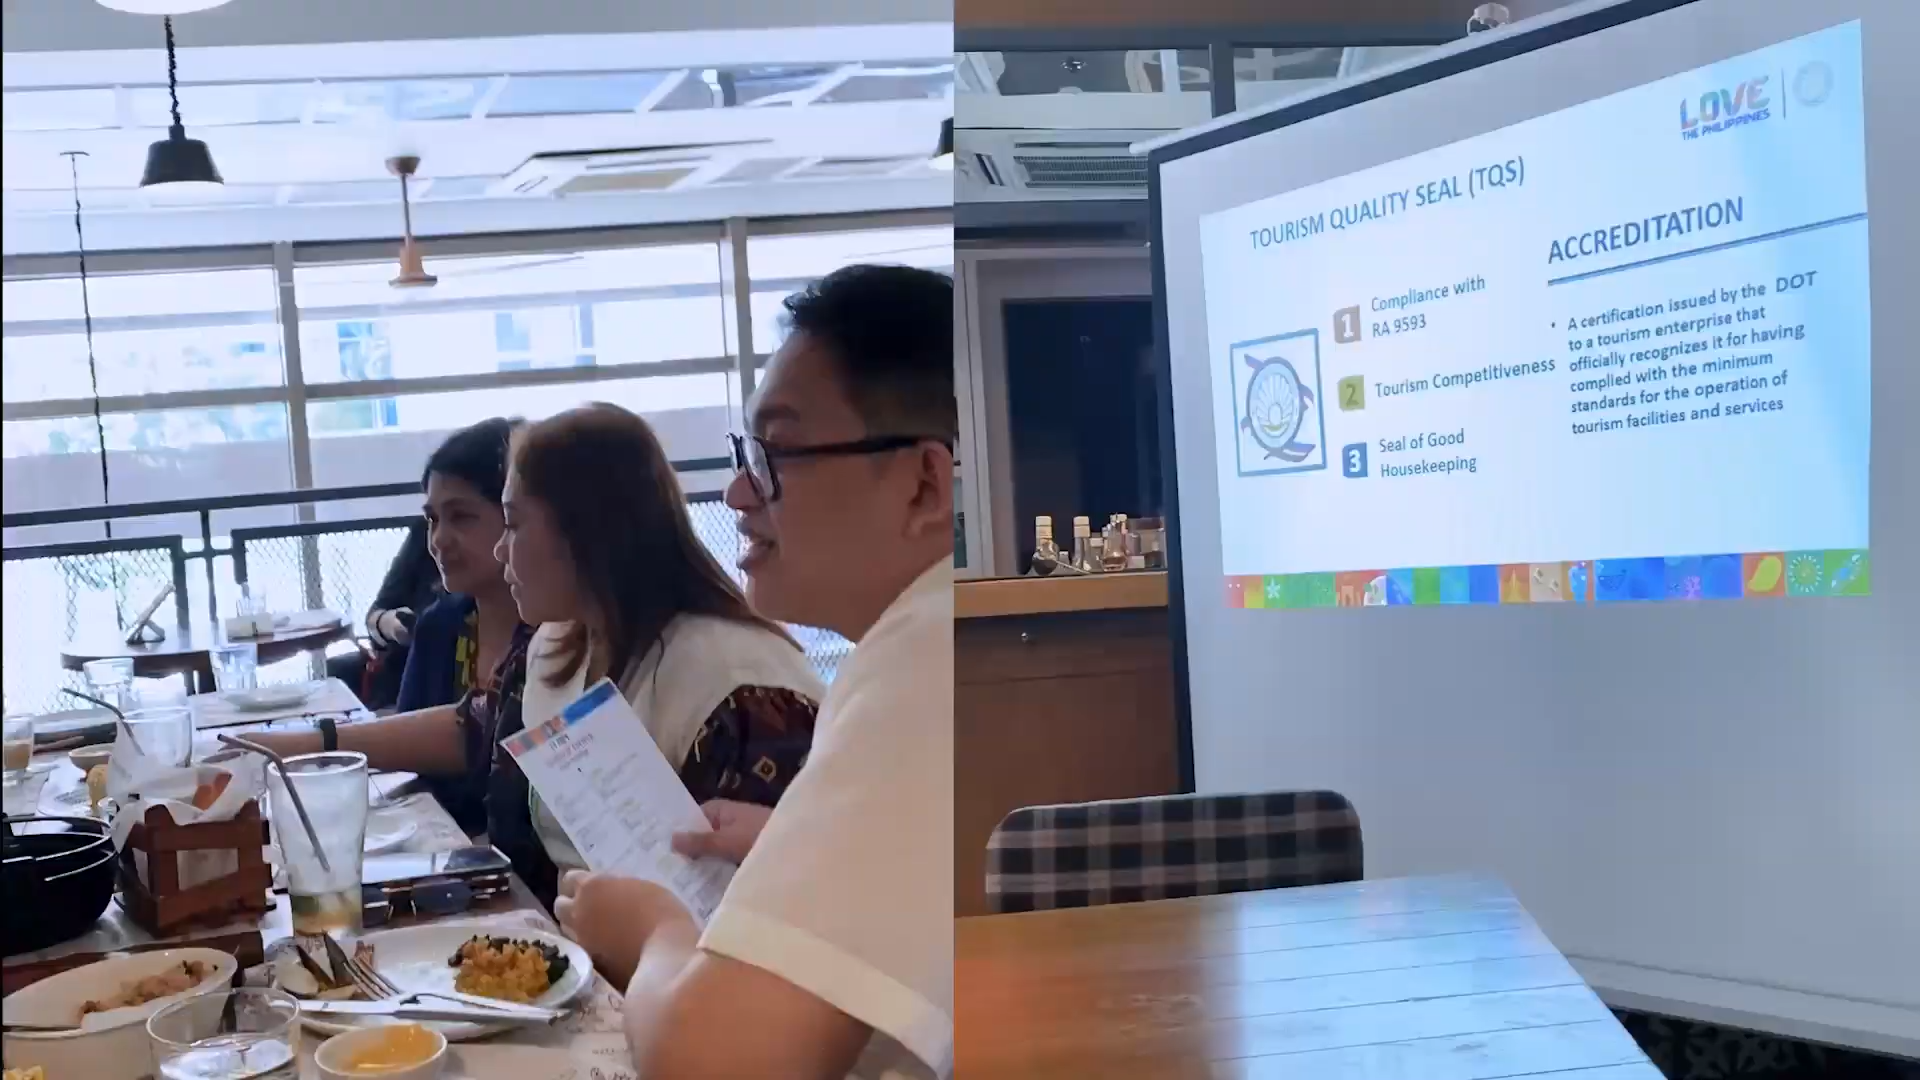 LOVE
THE PHILIPPINES
TOURISM QUALITY SEAL (TQS)
1
Compliance with
RA 9593
2
Tourism Competitiveness
3
Seal of Good
Housekeeping
ACCREDITATION
• A certification issued by the DOT
to a tourism enterprise that
officially recognizes it for having
complied with the minimum
standards for the operation of
tourism facilities and services